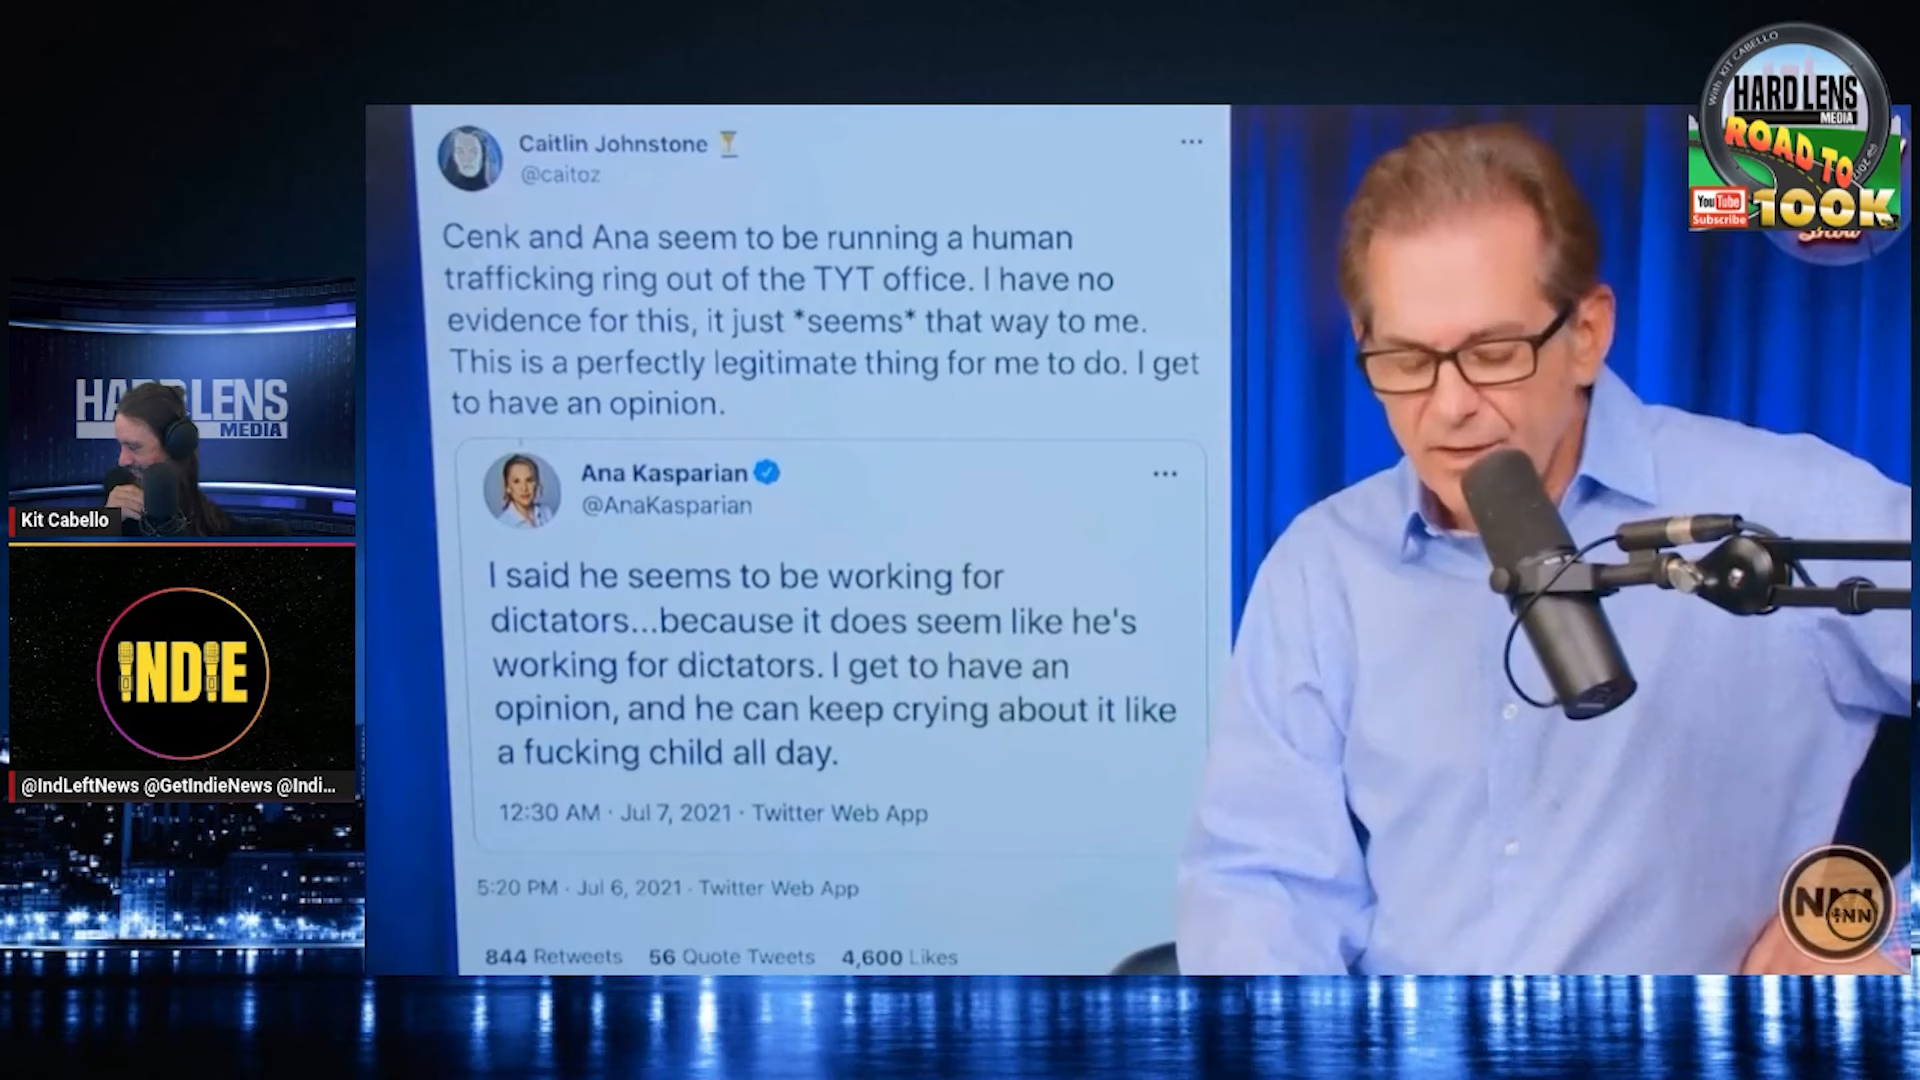 Caitlin Johnstone
@caitoz
Cenk and Ana seem to be running a human
trafficking ring out of the TYT office. I have no
evidence for this, it just *seems* that way to me.
This is a perfectly legitimate thing for me to do. I get
to have an opinion.
Ana Kasparian
@AnaKasparian
I said he seems to be working for
dictators...because it does seem like he's
working for dictators. I get to have an
opinion, and he can keep crying about it like
a fucking child all day.
12:30 AM · Jul 7, 2021 · Twitter Web App
5:20 PM · Jul 6, 2021 · Twitter Web App
844 Retweets 56 Quote Tweets 4,600 Likes
HARD LENS
MEDIA
Kit Cabello
INDIE
@IndLeftNews @GetIndieNews @Indi...
With KIT CABELLO
HARD LENS
MEDIA
ROAD TO
100K
YouTube
Subscribe
Show
INN